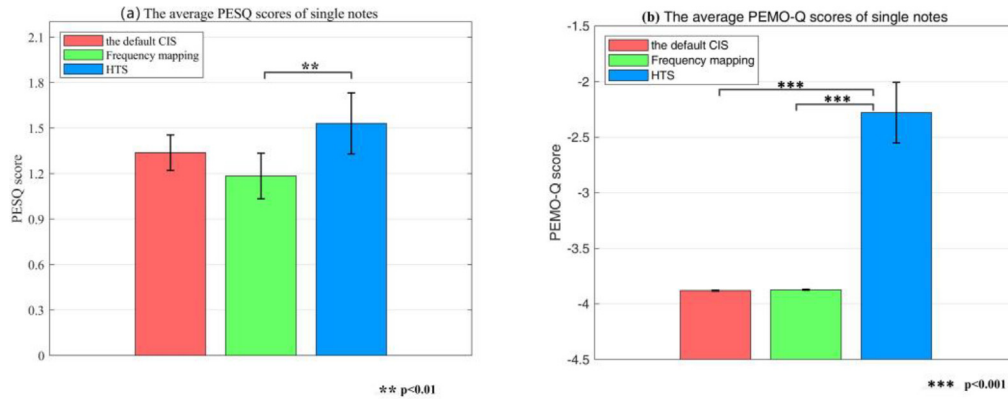 (a) The average PESQ scores of single notes
2.1
1.8
1.5
1.2
0.9
0.6
0.3
0
PESQ score
the default CIS
Frequency mapping
HTS
**
** p<0.01
(b) The average PEMO-Q scores of single notes
-1.5
-2
-2.5
-3
-3.5
-4
-4.5
PEMO-Q score
the default CIS
Frequency mapping
HTS
***
***
*** p<0.001